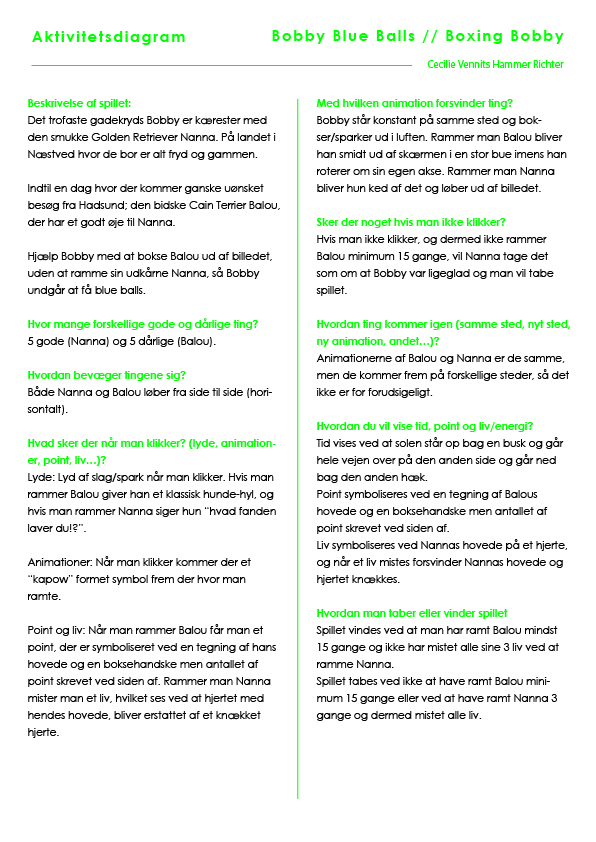 Aktivitetsdiagram
Bobby Blue Balls // Boxing Bobby
Cecilie Vennits Hammer Richter
Beskrivelse af spillet:
Det trofaste gadekryds Bobby er kærester med
den smukke Golden Retriever Nanna. På landet i
Næstved hvor de bor er alt fryd og gammen.
Indtil en dag hvor der kommer ganske uønsket
besøg fra Hadsund; den bidske Cain Terrier Balou,
der har et godt øje til Nanna.
Hjælp Bobby med at bokse Balou ud af billedet,
uden at ramme sin udkårne Nanna, så Bobby
undgår at få blue balls.
Hvor mange forskellige gode og dårlige ting?
5 gode (Nanna) og 5 dårlige (Balou).
Hvordan bevæger tingene sig?
Både Nanna og Balou løber fra side til side (hori-
sontalt).
Hvad sker der når man klikker? (lyde, animation-
er, point, liv...)?
Lyde: Lyd af slag/spark når man klikker. Hvis man
rammer Balou giver han et klassisk hunde-hyl, og
hvis man rammer Nanna siger hun "hvad fanden
laver du!?".
Animationer: Når man klikker kommer der et
"kapow" formet symbol frem der hvor man
ramte.
Point og liv: Når man rammer Balou får man et
point, der er symboliseret ved en tegning af hans
hovede og en boksehandske men antallet af
point skrevet ved siden af. Rammer man Nanna
mister man et liv, hvilket ses ved at hjertet med
hendes hovede, bliver erstattet af et knækket
hjerte.
Med hvilken animation forsvinder ting?
Bobby står konstant på samme sted og bok-
ser/sparker ud i luften. Rammer man Balou bliver
han smidt ud af skærmen i en stor bue imens han
roterer om sin egen akse. Rammer man Nanna
bliver hun ked af det og løber ud af billedet.
Sker der noget hvis man ikke klikker?
Hvis man ikke klikker, og dermed ikke rammer
Balou minimum 15 gange, vil Nanna tage det
som om at Bobby var ligeglad og man vil tabe
spillet.
Hvordan ting kommer igen (samme sted, nyt sted,
ny animation, andet...)?
Animationerne af Balou og Nanna er de samme,
men de kommer frem på forskellige steder, så det
ikke er for forudsigeligt.
Hvordan du vil vise tid, point og liv/energi?
Tid vises ved at solen står op bag en busk og går
hele vejen over på den anden side og går ned
bag den anden hæk.
Point symboliseres ved en tegning af Balous
hovede og en boksehandske men antallet af
point skrevet ved siden af.
Liv symboliseres ved Nannas hovede på et hjerte,
og når et liv mistes forsvinder Nannas hovede og
hjertet knækkes.
Hvordan man taber eller vinder spillet
Spillet vindes ved at man har ramt Balou mindst
15 gange og ikke har mistet alle sine 3 liv ved at
ramme Nanna.
Spillet tabes ved ikke at have ramt Balou mini-
mum 15 gange eller ved at have ramt Nanna 3
gange og dermed mistet alle liv.